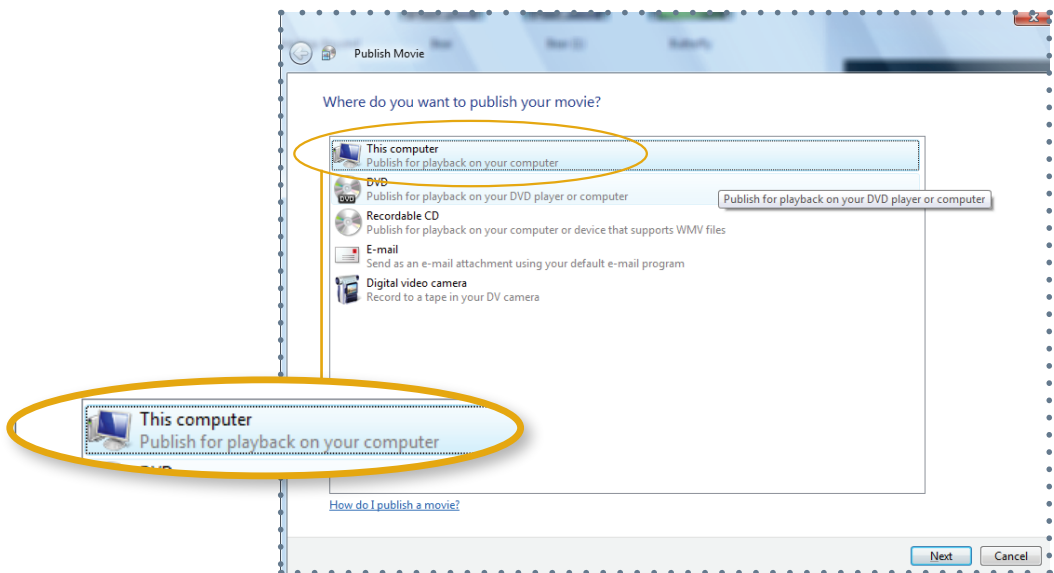 Publish Movie
Where do you want to publish your movie?
This computer
Publish for playback on your computer
DVD
Publish for playback on your DVD player or computer
Publish for playback on your DVD player or computer
Recordable CD
Publish for playback on your computer or device that supports WMV files
E-mail
Send as an e-mail attachment using your default e-mail program
Digital video camera
Record to a tape in your DV camera
This computer
Publish for playback on your computer
DVD
How do I publish a movie?
Next Cancel